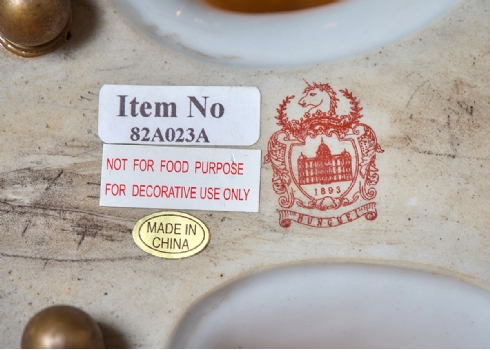 Item No
82A023A
NOT FOR FOOD PURPOSE
FOR DECORATIVE USE ONLY
MADE IN
CHINA
1893